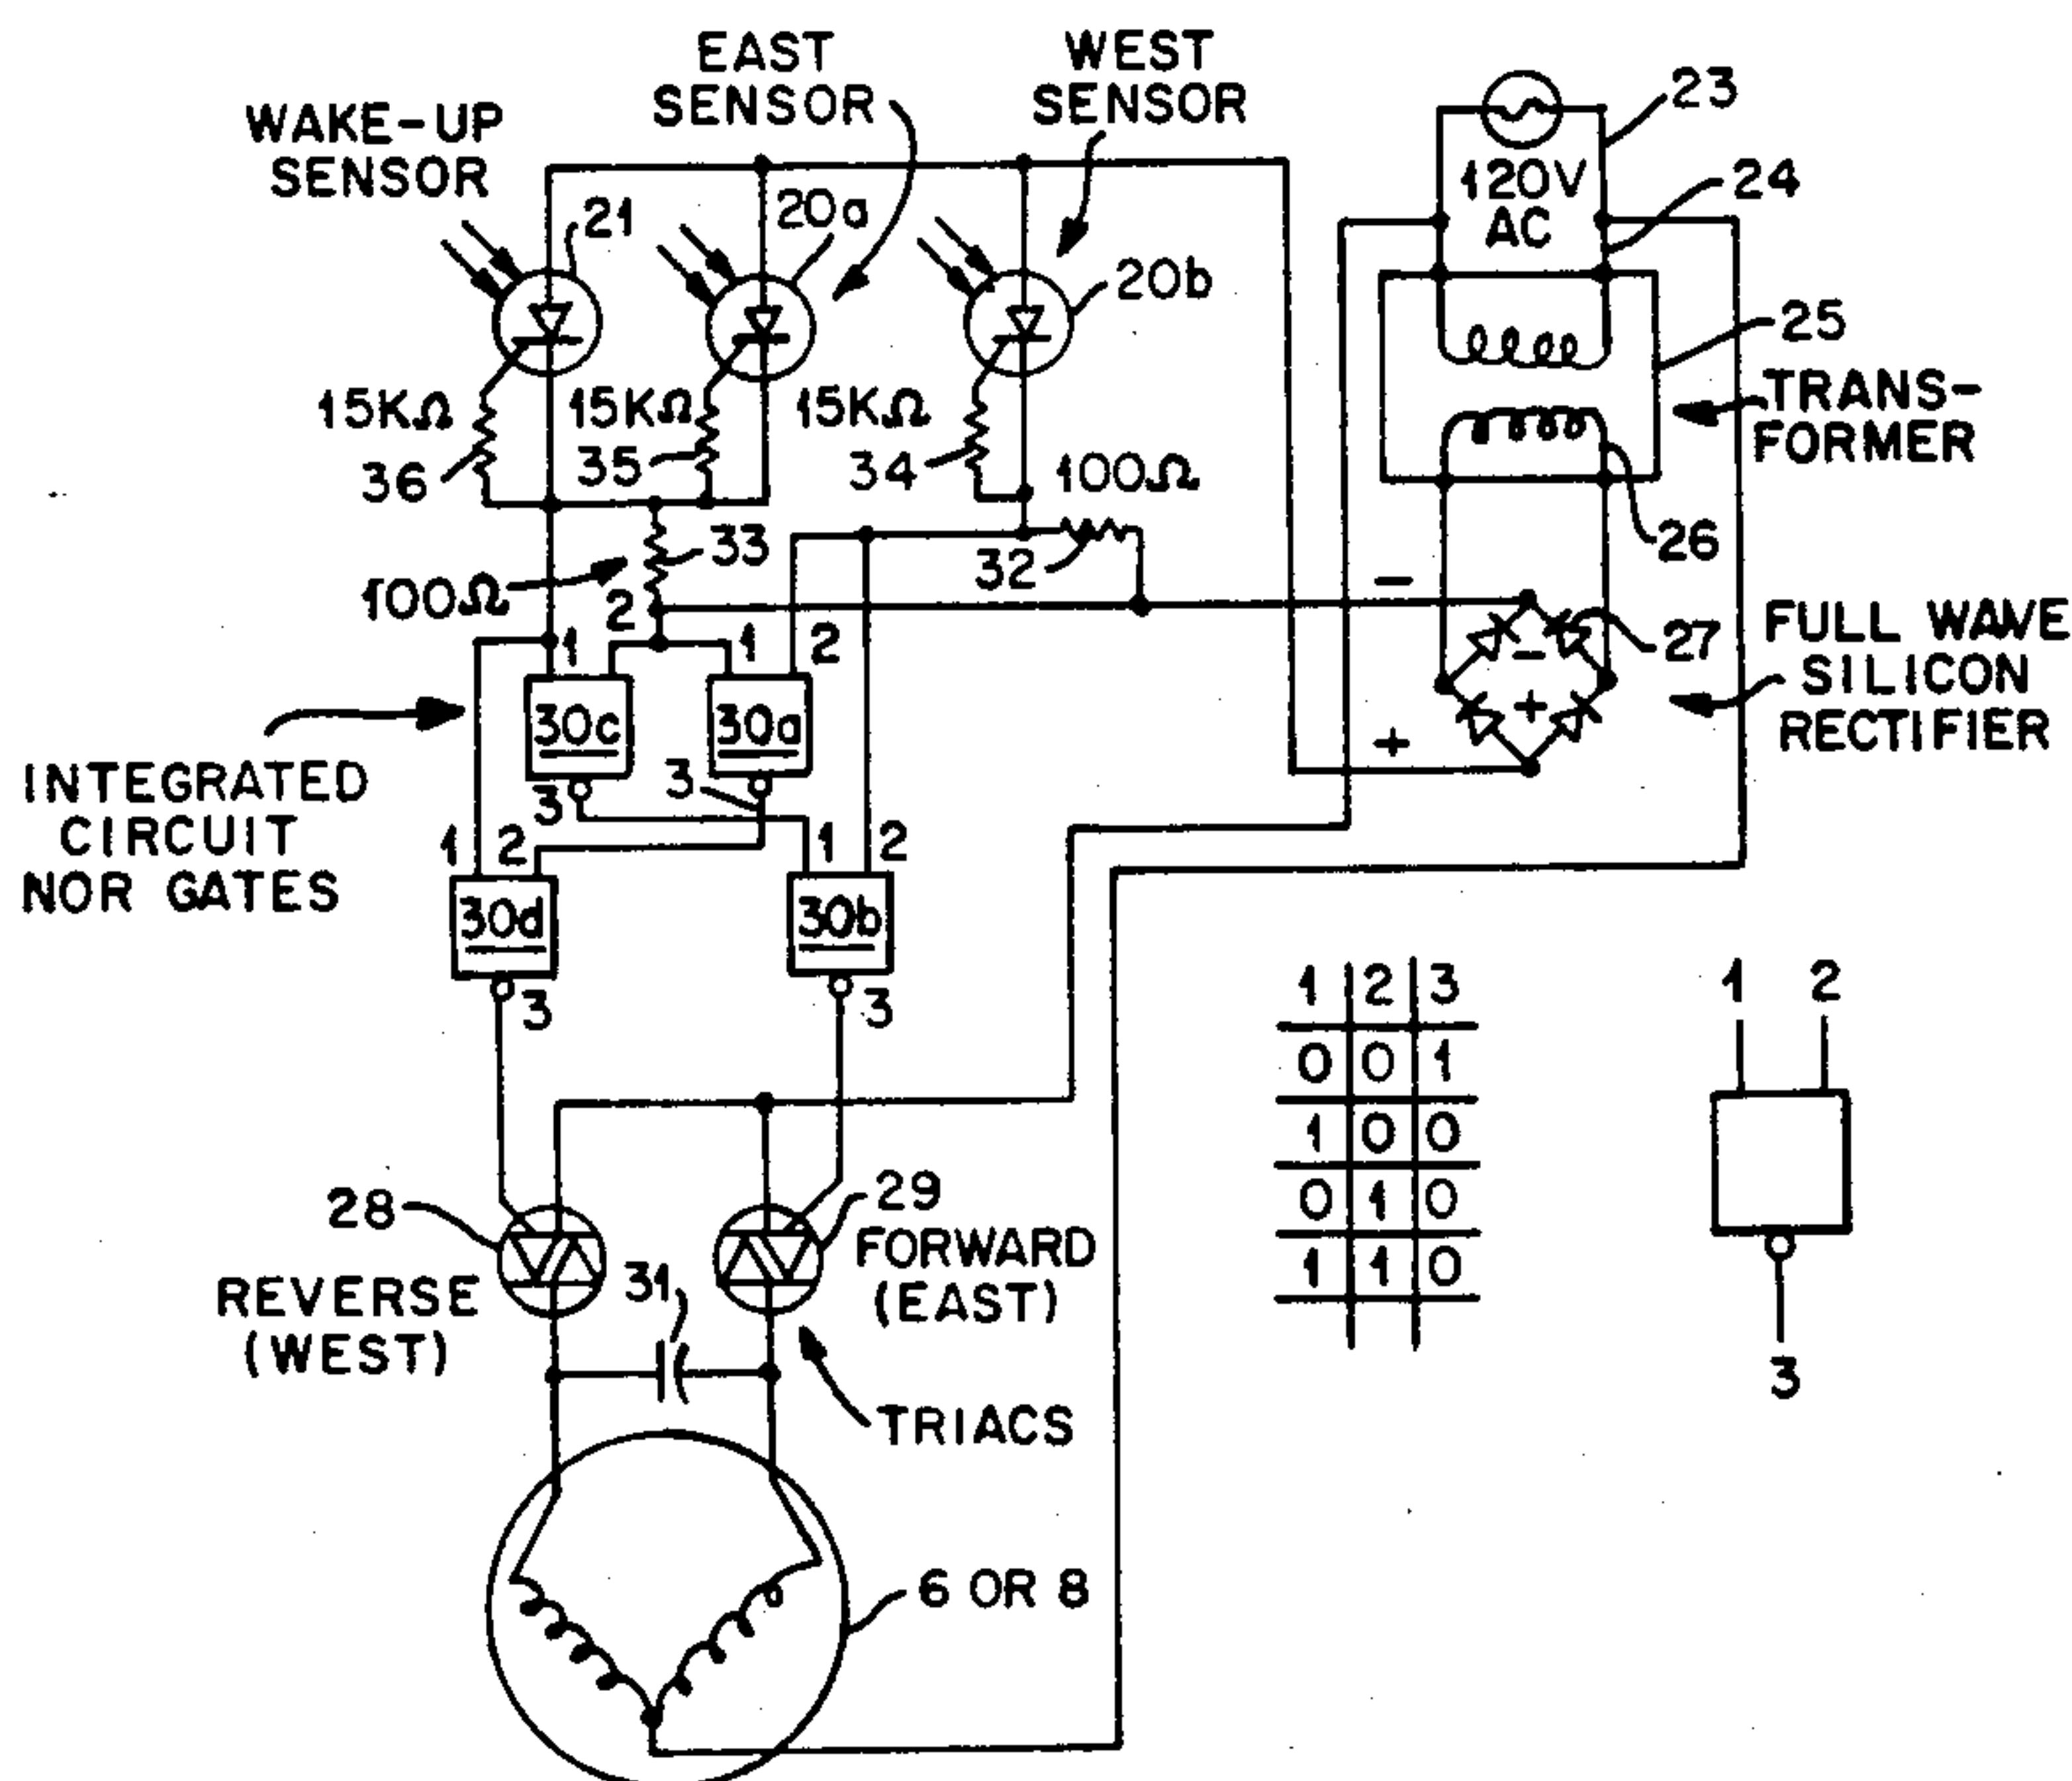 EAST
SENSOR
WEST
SENSOR
WAKE-UP
SENSOR
23
120V
AC
24
21
20a
20b
25
TRANS-
FORMER
15KΩ
15KΩ
15KΩ
36
35
34
100Ω
26
33
32
100Ω
2
1
1
2
-
27
FULL WAVE
SILICON
RECTIFIER
-
+
+
30c
30a
INTEGRATED
CIRCUIT
NOR GATES
3
3
1
2
1
2
30d
30b
3
3
1 2 3
0 0 1
1 0 0
0 1 0
1 1 0
1
2
3
28
29
FORWARD
(EAST)
REVERSE
(WEST)
31
TRIACS
6 OR 8